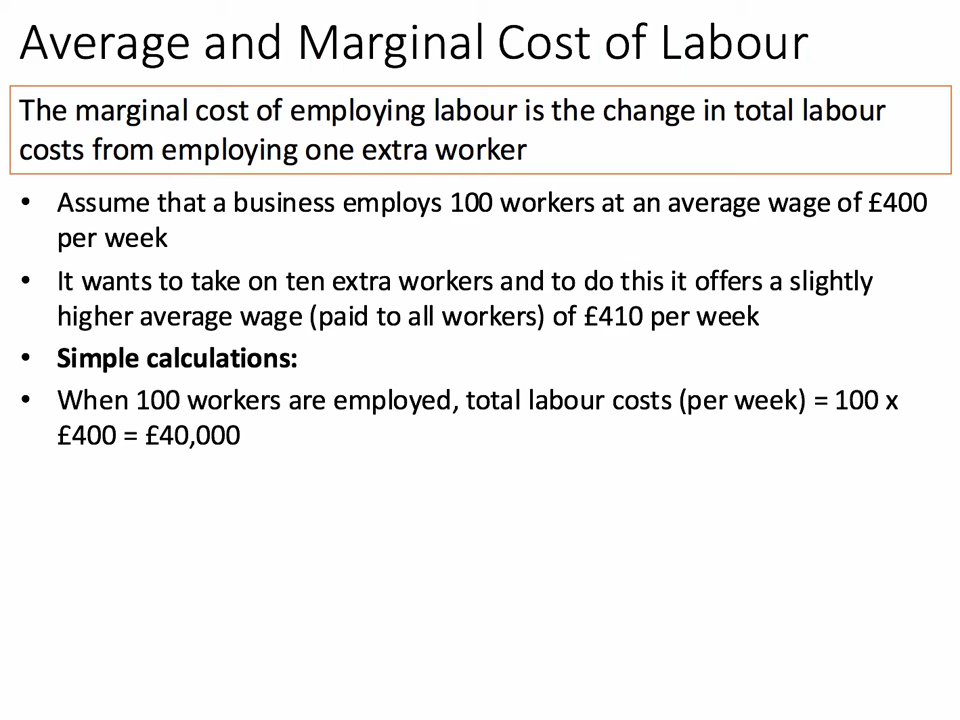 Average and Marginal Cost of Labour
The marginal cost of employing labour is the change in total labour
costs from employing one extra worker
• Assume that a business employs 100 workers at an average wage of £400
per week
• It wants to take on ten extra workers and to do this it offers a slightly
higher average wage (paid to all workers) of £410 per week
• Simple calculations:
• When 100 workers are employed, total labour costs (per week) = 100 x
£400 = £40,000